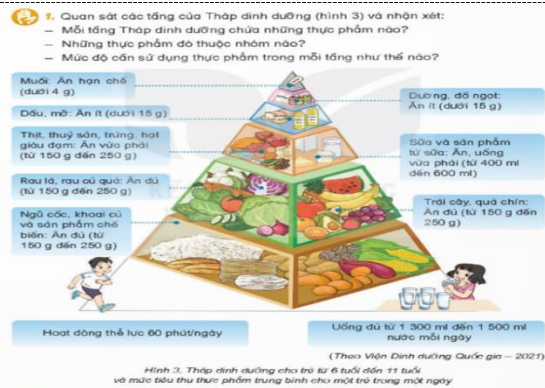 1. Quan sát các tầng của Tháp dinh dưỡng (hình 3) và nhận xét:
– Mỗi tầng Tháp dinh dưỡng chứa những thực phẩm nào?
– Những thực phẩm đó thuộc nhóm nào?
– Mức độ cần sử dụng thực phẩm trong mỗi tầng như thế nào?
Muối: Ăn hạn chế
(dưới 4 g)
Đường, đồ ngọt:
Ăn ít (dưới 15 g)
Dầu, mỡ: Ăn ít (dưới 15 g)
Thịt, thuỷ sản, trứng, hạt
giàu đạm: Ăn vừa phải
(từ 150 g đến 250 g)
Sữa và sản phẩm
từ sữa: Ăn, uống
vừa phải (từ 400 ml
đến 600 ml)
Rau lá, rau củ quả: Ăn đủ
(từ 150 g đến 250 g)
Trái cây, quả chín:
Ăn đủ (từ 150 g đến
250 g)
Ngũ cốc, khoai củ
và sản phẩm chế
biến: Ăn đủ (từ
150 g đến 250 g)
Hoạt động thể lực 60 phút/ngày
Uống đủ từ 1 300 ml đến 1 500 ml
nước mỗi ngày
(Theo Viện Dinh dưỡng Quốc gia – 2021)
Hình 3. Tháp dinh dưỡng cho trẻ từ 6 tuổi đến 11 tuổi
và mức tiêu thụ thực phẩm trung bình cho một trẻ trong một ngày